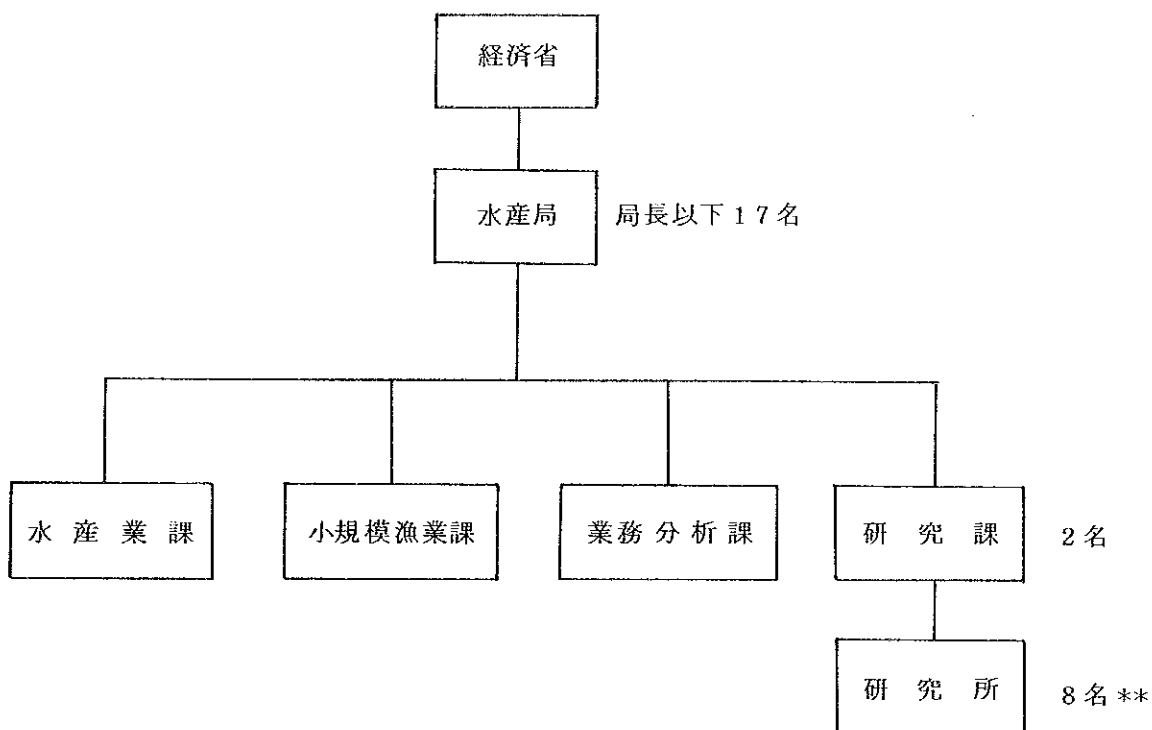 経済省
水産局 局長以下17名
水産業課 小規模漁業課 業務分析課 研究課 2名
研究所 8名**